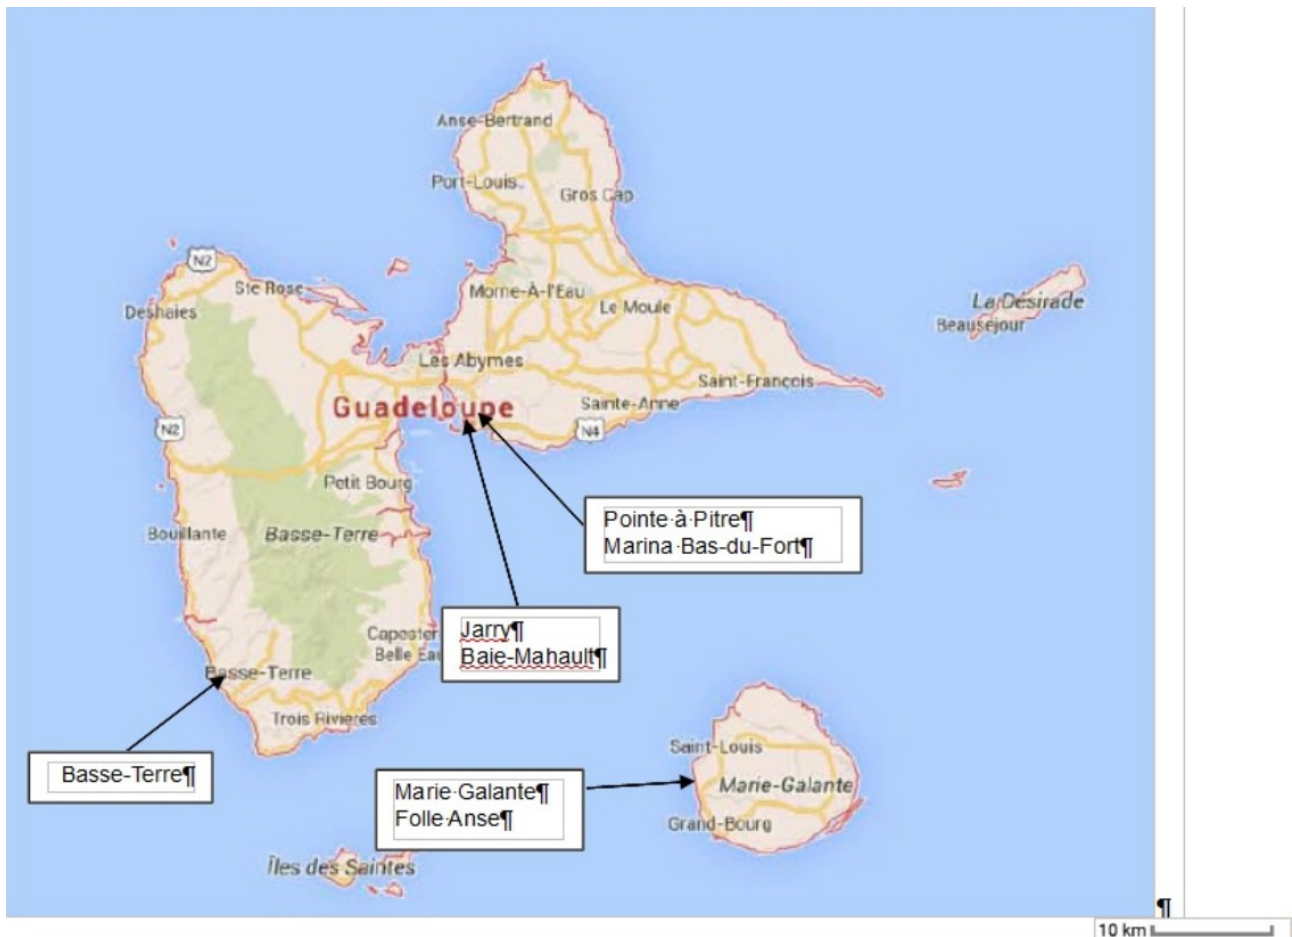 Anse-Bertrand
Port-Louis
Gros Cap
N2
Ste Rose
Deshaies
Morne-À-l'Eau
Le Moule
La Désirade
Beauséjour
Les Abymes
Saint-François
Guadeloupe
Sainte-Anne
N2
N4
Petit Bourg
Pointe·à·Pitre¶
Marina·Bas-du-Fort¶
Bouillante
Basse-Terre
Capester
Belle Eau
Jarry¶
Baie-Mahault¶
Basse-Terre
Trois Rivieres
Basse-Terre¶
Saint-Louis
Marie-Galante
Grand-Bourg
Marie·Galante¶
Folle·Anse¶
Îles des Saintes
¶
10 km